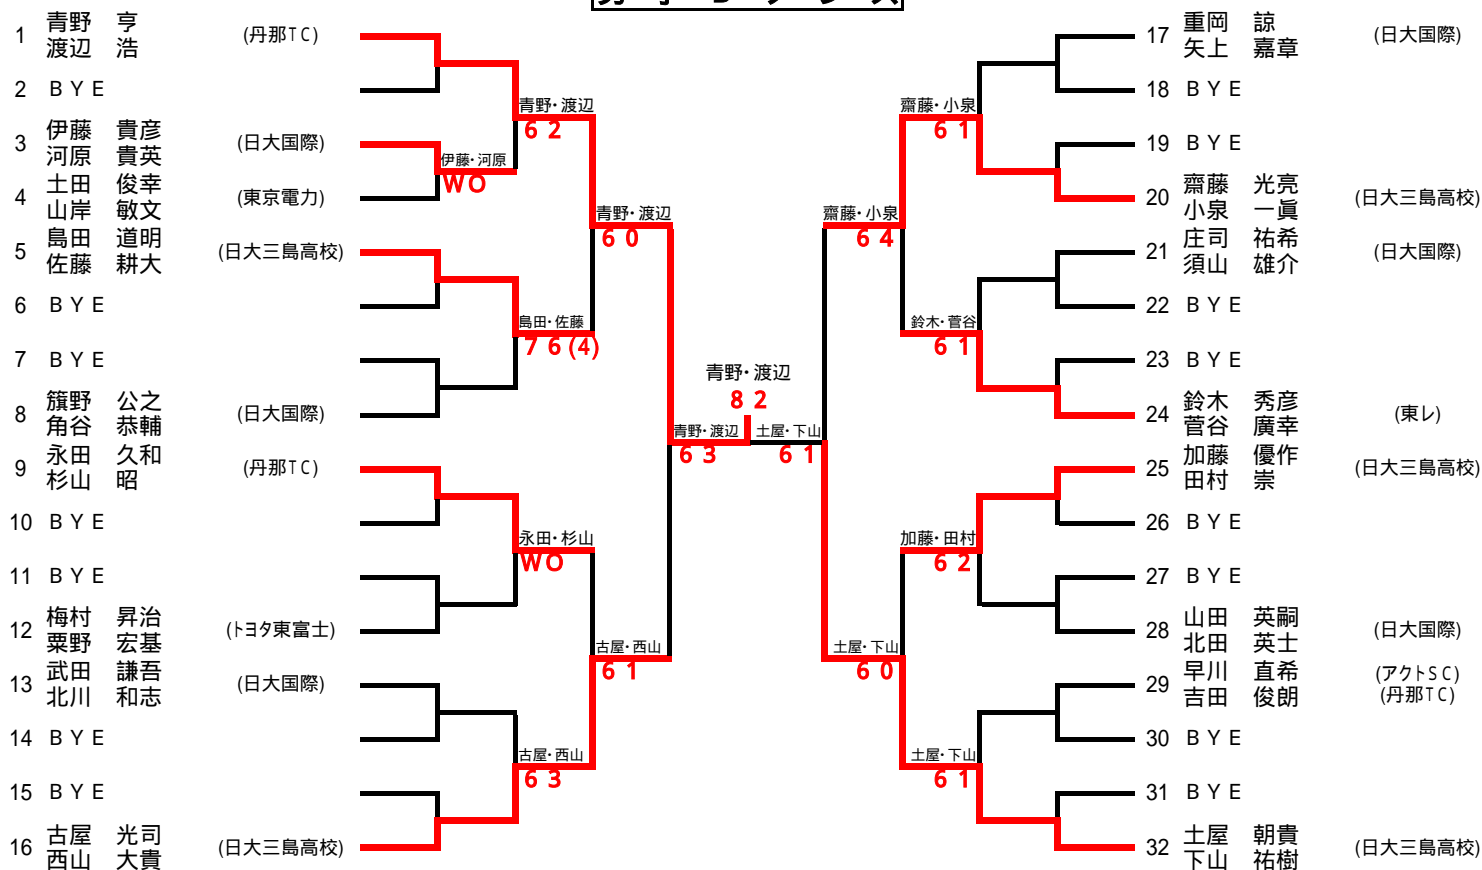 1 青野 亨 (丹那TC)
渡辺 浩
2 BYE
3 伊藤 貴彦 (日大国際)
河原 貴英
4 土田 俊幸 (東京電力)
山岸 敏文
5 島田 道明 (日大三島高校)
佐藤 耕大
6 BYE
7 BYE
8 籏野 公之 (日大国際)
角谷 恭輔
9 永田 久和 (丹那TC)
杉山 昭
10 BYE
11 BYE
12 梅村 昇治 (トヨタ東富士)
粟野 宏基
13 武田 謙吾 (日大国際)
北川 和志
14 BYE
15 BYE
16 古屋 光司 (日大三島高校)
西山 大貴
青野・渡辺
6 2
伊藤・河原
WO
青野・渡辺
6 0
島田・佐藤
7 6(4)
永田・杉山
WO
古屋・西山
6 1
古屋・西山
6 3
青野・渡辺
6 3
青野・渡辺
8 2
土屋・下山
6 1
齋藤・小泉
6 1
齋藤・小泉
6 4
鈴木・菅谷
6 1
加藤・田村
6 2
土屋・下山
6 0
土屋・下山
6 1
17 重岡 諒 (日大国際)
矢上 嘉章
18 BYE
19 BYE
20 齋藤 光亮 (日大三島高校)
小泉 一眞
21 庄司 祐希 (日大国際)
須山 雄介
22 BYE
23 BYE
24 鈴木 秀彦 (東レ)
菅谷 廣幸
25 加藤 優作 (日大三島高校)
田村 崇
26 BYE
27 BYE
28 山田 英嗣 (日大国際)
北田 英士
29 早川 直希 (アクトSC)
吉田 俊朗 (丹那TC)
30 BYE
31 BYE
32 土屋 朝貴 (日大三島高校)
下山 祐樹